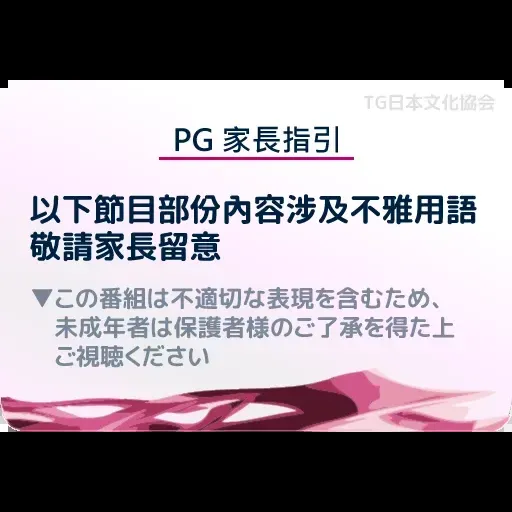 TG日本文化協会
PG 家長指引
以下節目部份內容涉及不雅用語
敬請家長留意
▼この番組は不適切な表現を含むため、
未成年者は保護者様のご了承を得た上
ご視聴ください